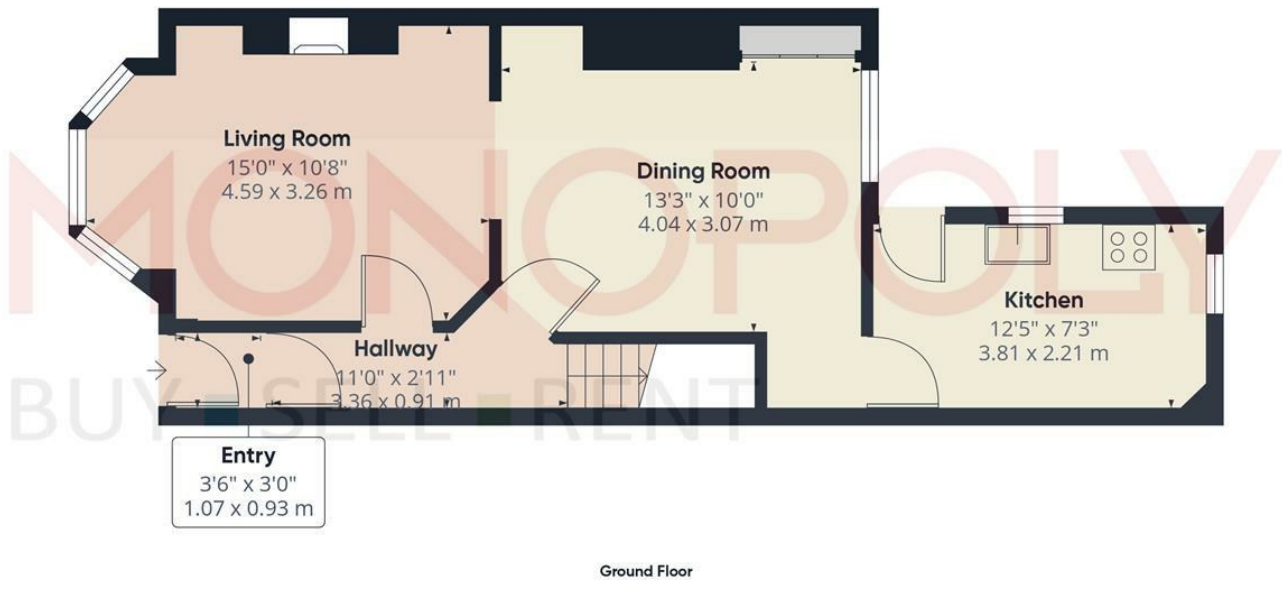 Living Room
15'0" x 10'8"
4.59 x 3.26 m
Dining Room
13'3" x 10'0"
4.04 x 3.07 m
Kitchen
12'5" x 7'3"
3.81 x 2.21 m
Hallway
11'0" x 2'11"
3.36 x 0.91 m
Entry
3'6" x 3'0"
1.07 x 0.93 m
MONOPOLY
BUY SELL RENT
Ground Floor